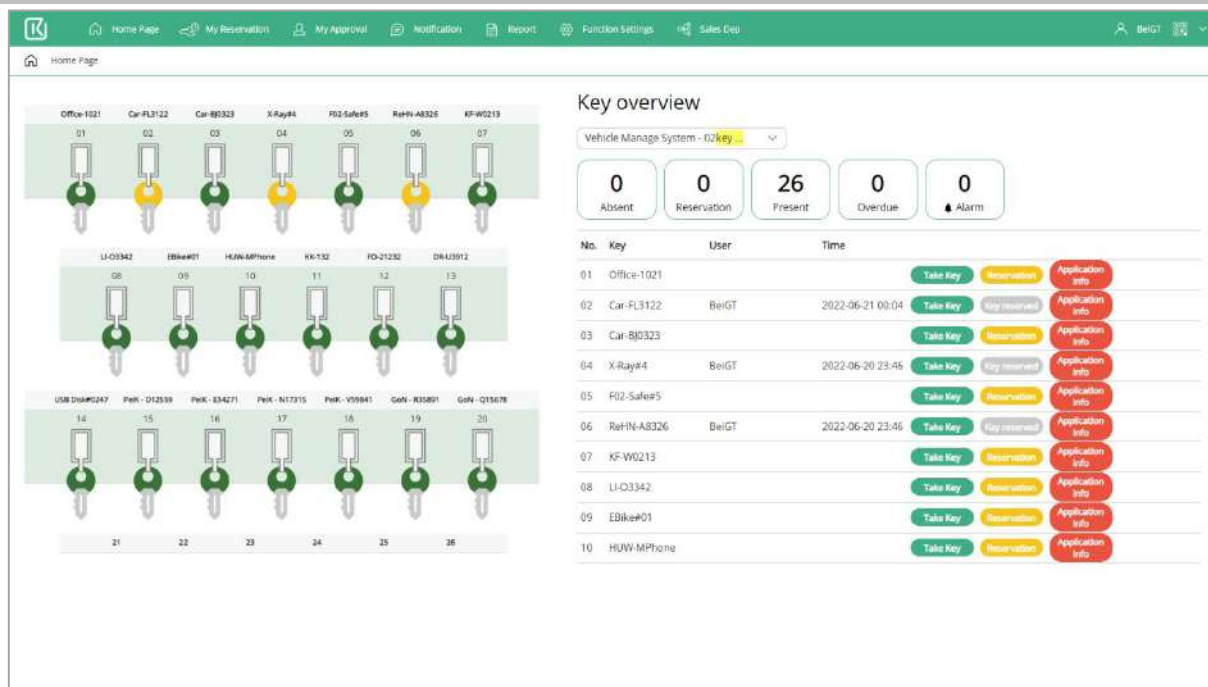 Home Page My Reservation My Approval Notification Report Function Settings Sales Dep BeiGT
Home Page
Office-1021 Car-FL3122 Car-BJ0323 X-Ray#4 F02-Safe#5 ReHN-A8326 KF-W0213
01 02 03 04 05 06 07
LI-O3342 EBike#01 HUW-MPhone KK-132 FO-21232 DR-U3912
08 09 10 11 12 13
USB Disk#0247 PeiK - D12539 PeiK - E34271 PeiK - N17315 PeiK - V59841 GoN - R35891 GoN - Q15678
14 15 16 17 18 19 20
21 22 23 24 25 26
Key overview
Vehicle Manage System - 02key ...
0 0 26 0 0
Absent Reservation Present Overdue Alarm
No. Key User Time
01 Office-1021 Take Key Reservation Application Info
02 Car-FL3122 BeiGT 2022-06-21 00:04 Take Key Key reserved Application Info
03 Car-BJ0323 Take Key Reservation Application Info
04 X-Ray#4 BeiGT 2022-06-20 23:46 Take Key Key reserved Application Info
05 F02-Safe#5 Take Key Reservation Application Info
06 ReHN-A8326 BeiGT 2022-06-20 23:46 Take Key Key reserved Application Info
07 KF-W0213 Take Key Reservation Application Info
08 LI-O3342 Take Key Reservation Application Info
09 EBike#01 Take Key Reservation Application Info
10 HUW-MPhone Take Key Reservation Application Info